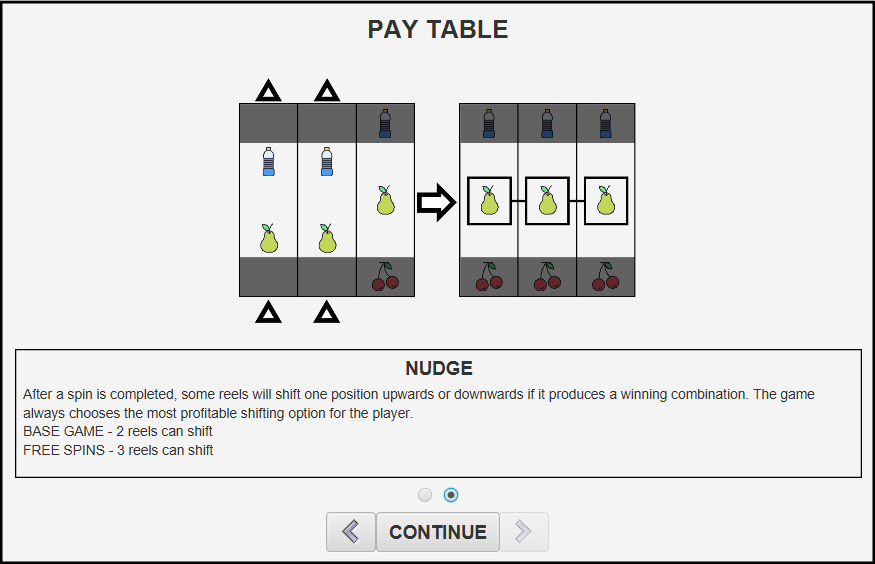 PAY TABLE
NUDGE
After a spin is completed, some reels will shift one position upwards or downwards if it produces a winning combination. The game
always chooses the most profitable shifting option for the player.
BASE GAME - 2 reels can shift
FREE SPINS - 3 reels can shift
CONTINUE